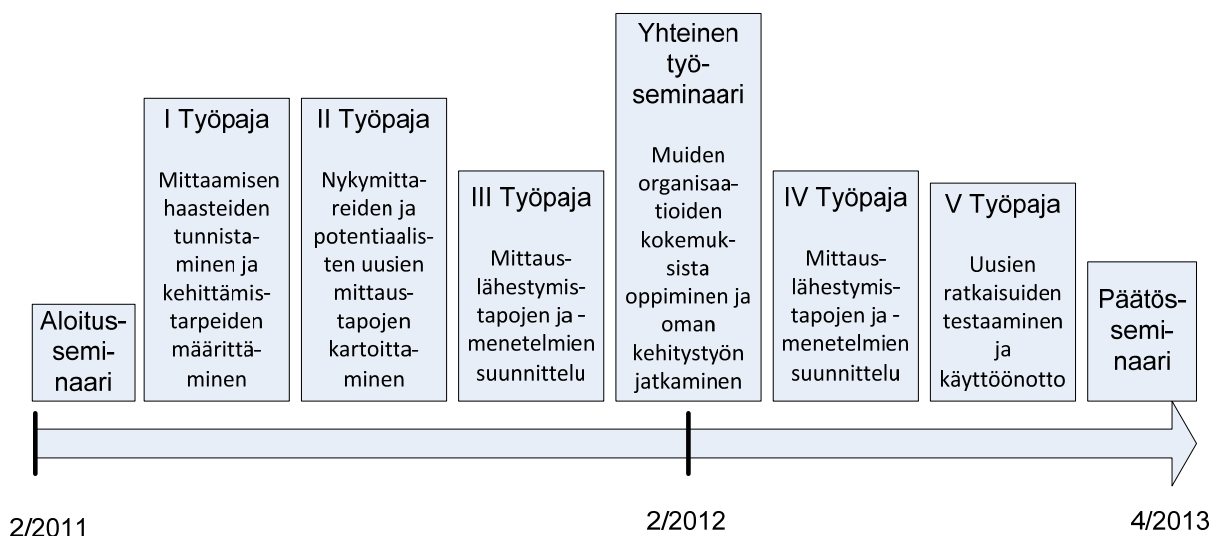 Aloitus-
semi-
naari
I Työpaja
Mittaamisen
haasteiden
tunnista-
minen ja
kehittämis-
tarpeiden
määrittä-
minen
II Työpaja
Nykymitta-
reiden ja
potentiaalis-
ten uusien
mittaus-
tapojen
kartoitta-
minen
III Työpaja
Mittaus-
lähestymis-
tapojen ja -
menetelmien
suunnittelu
Yhteinen
työ-
seminaari
Muiden
organisaa-
tioiden
kokemuk-
sista
oppiminen ja
oman
kehitystyön
jatkaminen
IV Työpaja
Mittaus-
lähestymis-
tapojen ja -
menetelmien
suunnittelu
V Työpaja
Uusien
ratkaisuiden
testaaminen
ja
käyttöönotto
Päätös-
semi-
naari
2/2011
2/2012
4/2013